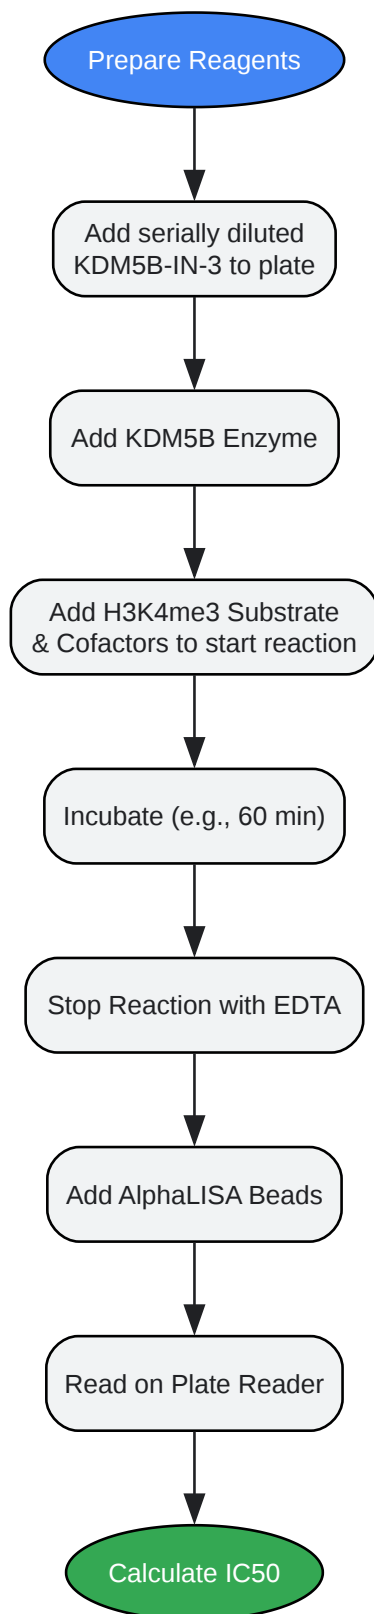 Prepare Reagents
Add serially diluted
KDM5B-IN-3 to plate
Add KDM5B Enzyme
Add H3K4me3 Substrate
& Cofactors to start reaction
Incubate (e.g., 60 min)
Stop Reaction with EDTA
Add AlphaLISA Beads
Read on Plate Reader
Calculate IC50